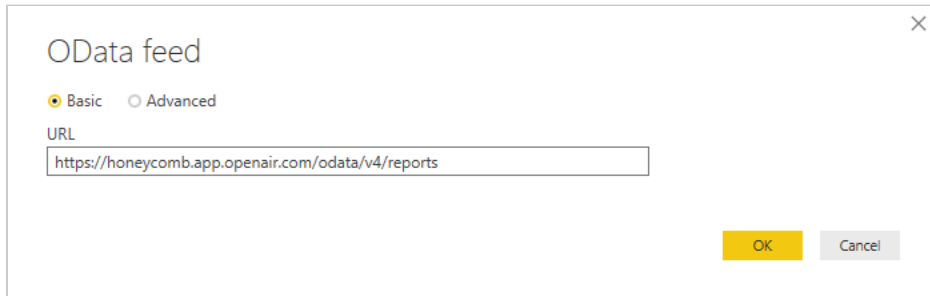 OData feed
Basic Advanced
URL
https://honeycomb.app.openair.com/odata/v4/reports
OK Cancel